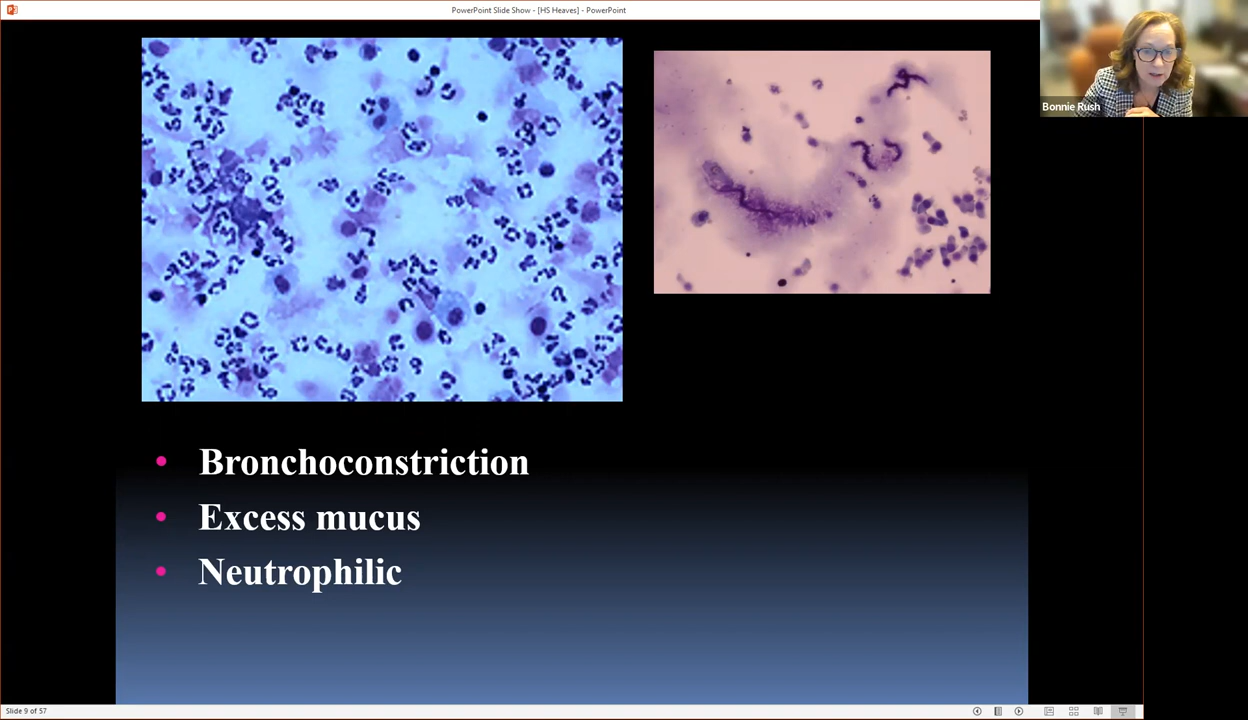 PowerPoint Slide Show - [HS Heaves] - PowerPoint
Bonnie Rush
• Bronchoconstriction
• Excess mucus
• Neutrophilic
Slide 9 of 57